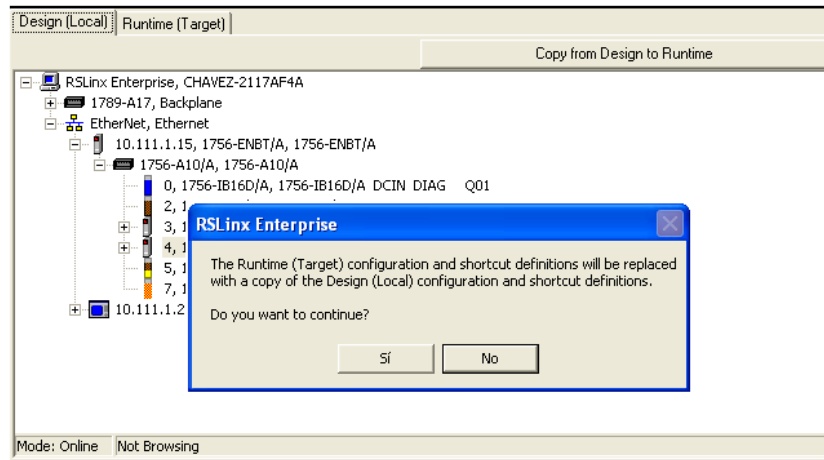 Design (Local) Runtime (Target)
Copy from Design to Runtime
RSLinx Enterprise, CHAVEZ-2117AF4A
1789-A17, Backplane
EtherNet, Ethernet
10.111.1.15, 1756-ENBT/A, 1756-ENBT/A
1756-A10/A, 1756-A10/A
0, 1756-IB16D/A, 1756-IB16D/A DCIN DIAG Q01
2, 1
3, 1
4, 1
5, 1
7, 1
10.111.1.2
RSLinx Enterprise
The Runtime (Target) configuration and shortcut definitions will be replaced
with a copy of the Design (Local) configuration and shortcut definitions.
Do you want to continue?
Sí No
Mode: Online Not Browsing